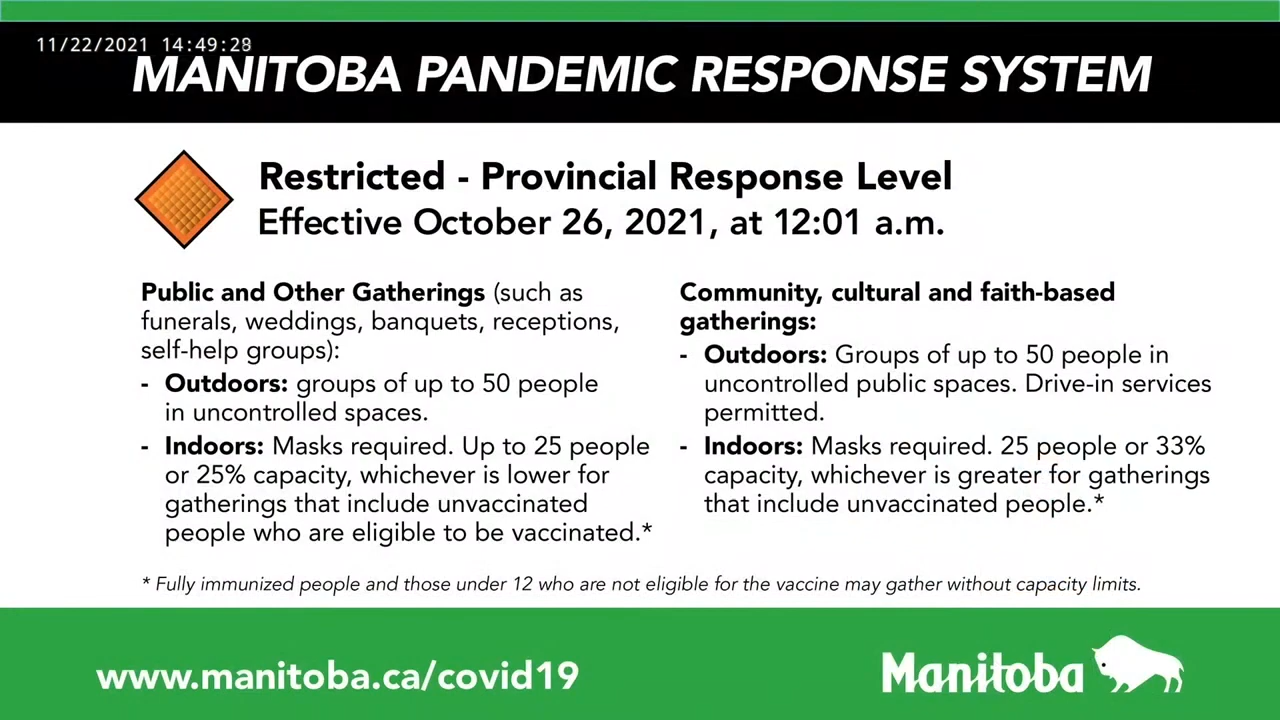 11/22/2021 14:49:28
MANITOBA PANDEMIC RESPONSE SYSTEM
Restricted - Provincial Response Level
Effective October 26, 2021, at 12:01 a.m.
Public and Other Gatherings (such as
funerals, weddings, banquets, receptions,
self-help groups):
- Outdoors: groups of up to 50 people
in uncontrolled spaces.
- Indoors: Masks required. Up to 25 people
or 25% capacity, whichever is lower for
gatherings that include unvaccinated
people who are eligible to be vaccinated.*
Community, cultural and faith-based
gatherings:
- Outdoors: Groups of up to 50 people in
uncontrolled public spaces. Drive-in services
permitted.
- Indoors: Masks required. 25 people or 33%
capacity, whichever is greater for gatherings
that include unvaccinated people.*
* Fully immunized people and those under 12 who are not eligible for the vaccine may gather without capacity limits.
www.manitoba.ca/covid19
Manitoba